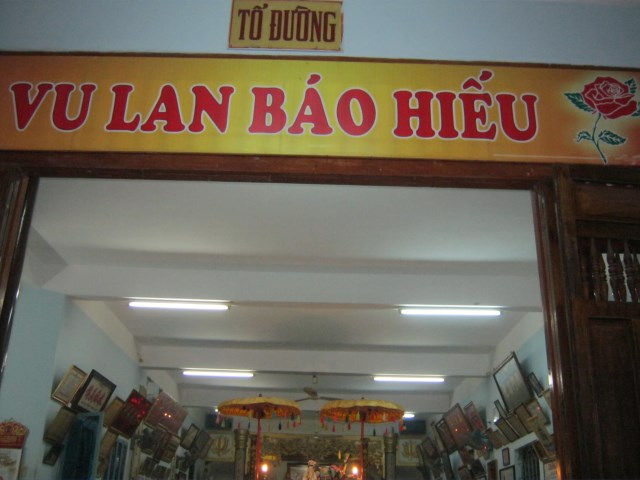 TỔ ĐƯỜNG
VU LAN BÁO HIẾU